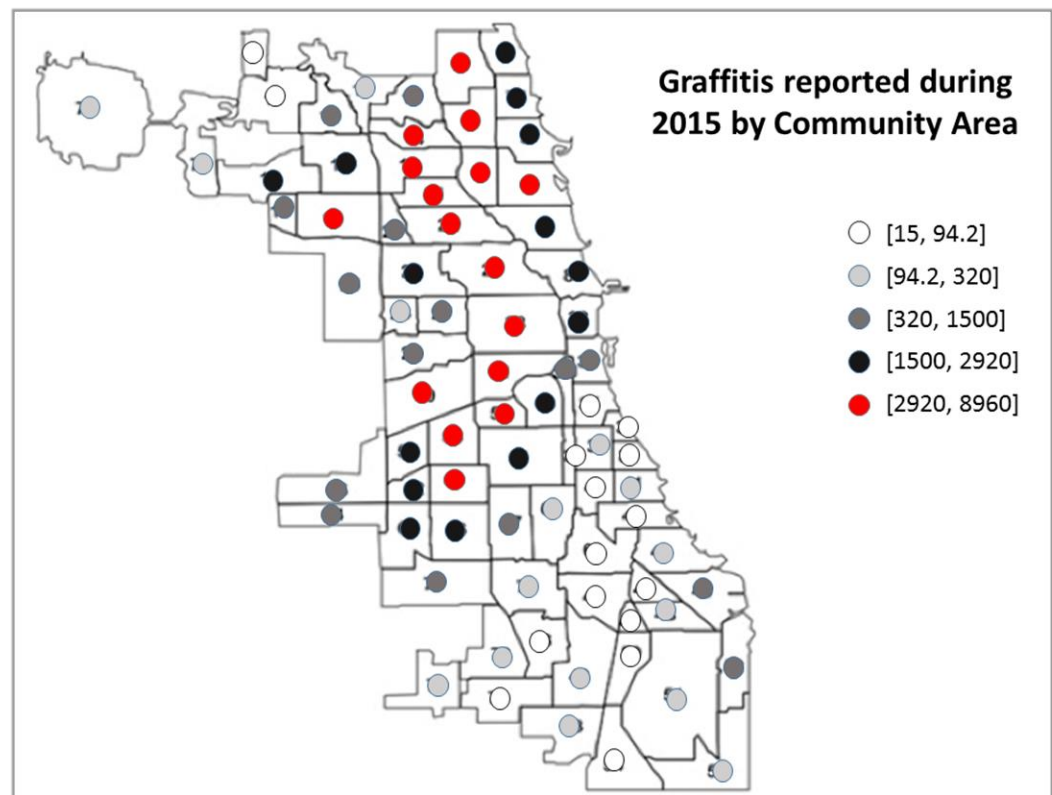 Graffitis reported during
2015 by Community Area
[15, 94.2]
[94.2, 320]
[320, 1500]
[1500, 2920]
[2920, 8960]